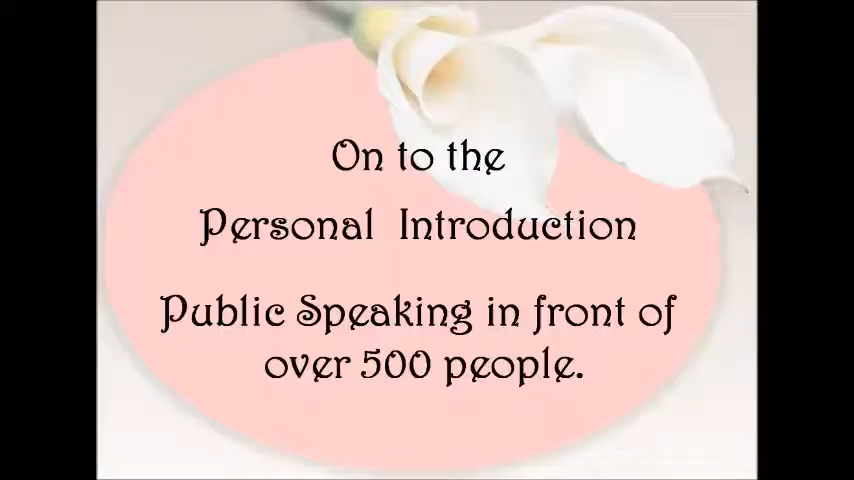 On to the
Personal Introduction
Public Speaking in front of
over 500 people.